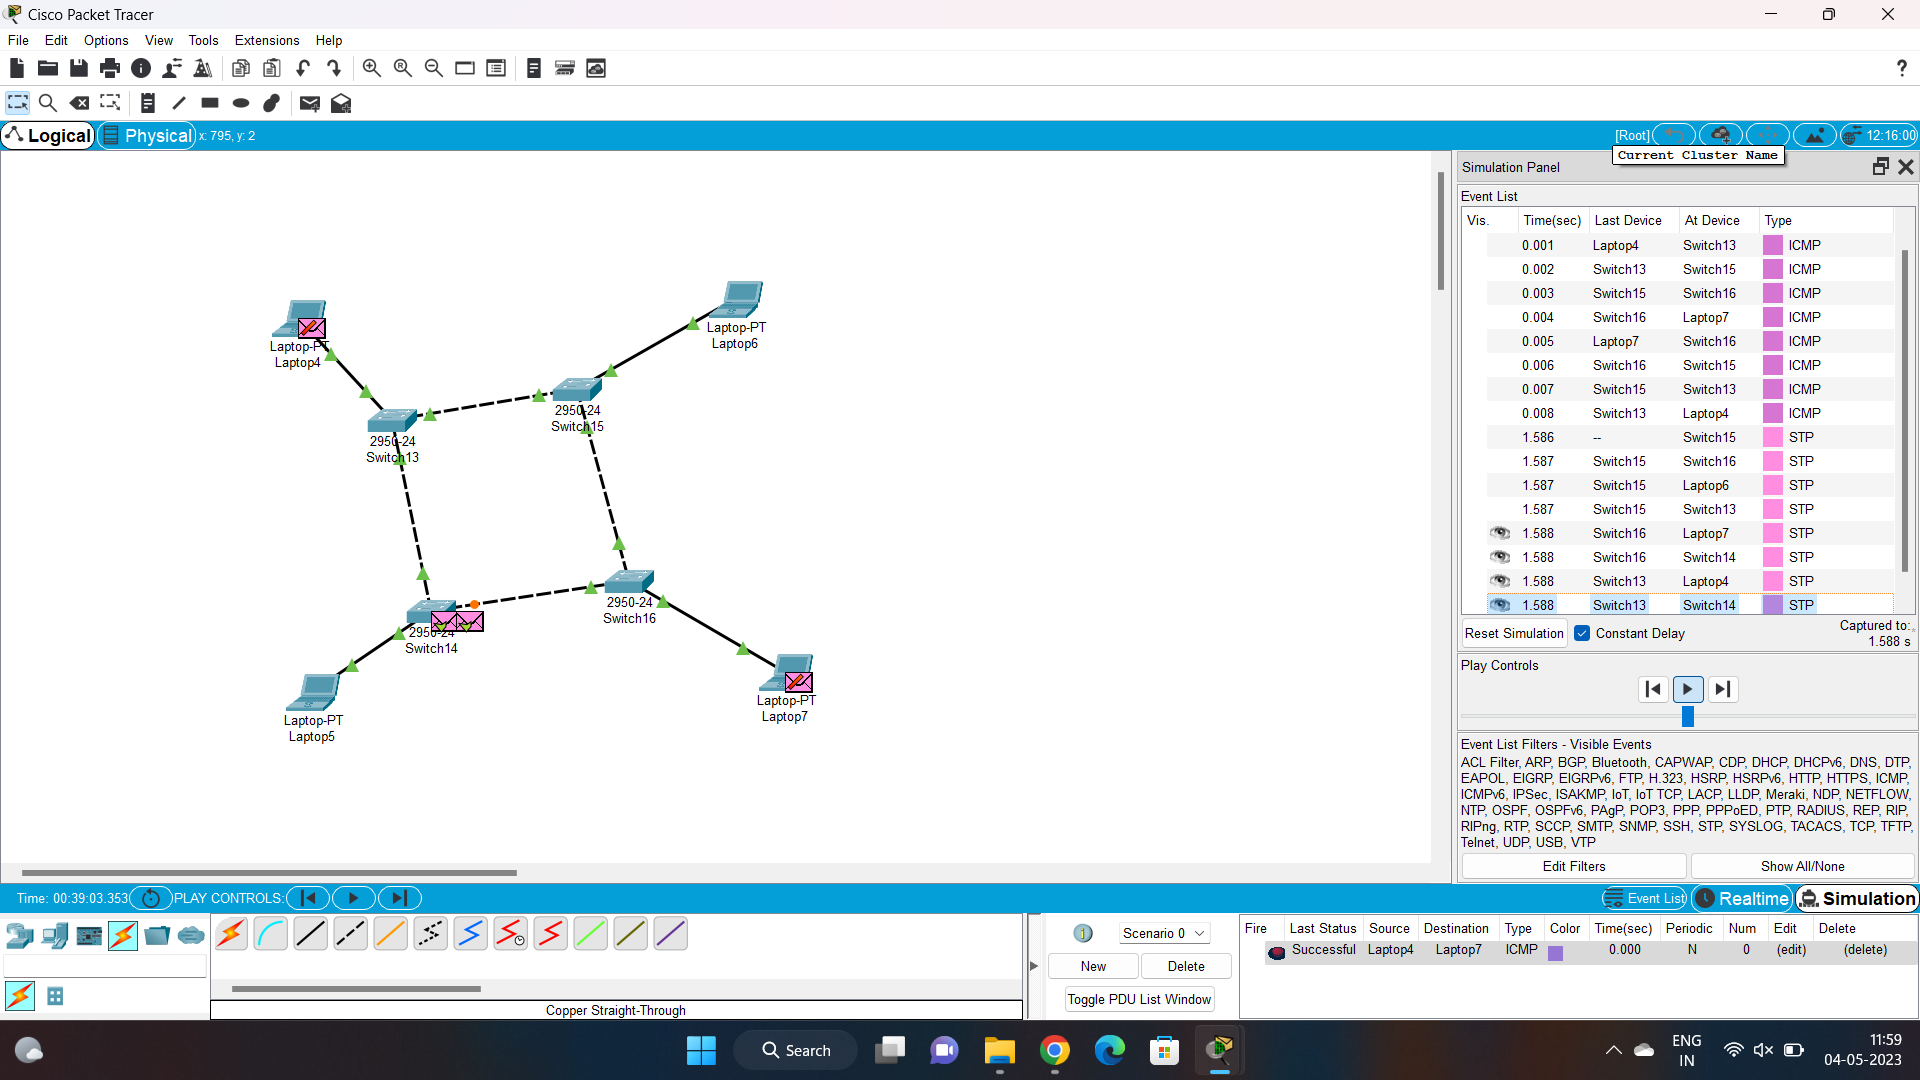 Cisco Packet Tracer
File Edit Options View Tools Extensions Help
?
Logical Physical x: 795, y: 2 [Root] 12:16:00
Current Cluster Name
Laptop-PT
Laptop4
Laptop-PT
Laptop6
2950-24
Switch15
2950-24
Switch13
2950-24
Switch16
2950-24
Switch14
Laptop-PT
Laptop7
Laptop-PT
Laptop5
Simulation Panel
Event List
Vis. Time(sec) Last Device At Device Type
0.001 Laptop4 Switch13 ICMP
0.002 Switch13 Switch15 ICMP
0.003 Switch15 Switch16 ICMP
0.004 Switch16 Laptop7 ICMP
0.005 Laptop7 Switch16 ICMP
0.006 Switch16 Switch15 ICMP
0.007 Switch15 Switch13 ICMP
0.008 Switch13 Laptop4 ICMP
1.586 -- Switch15 STP
1.587 Switch15 Switch16 STP
1.587 Switch15 Laptop6 STP
1.587 Switch15 Switch13 STP
1.588 Switch16 Laptop7 STP
1.588 Switch16 Switch14 STP
1.588 Switch13 Laptop4 STP
1.588 Switch13 Switch14 STP
Reset Simulation Constant Delay Captured to:
1.588 s
Play Controls
Event List Filters - Visible Events
ACL Filter, ARP, BGP, Bluetooth, CAPWAP, CDP, DHCP, DHCPv6, DNS, DTP,
EAPOL, EIGRP, EIGRPv6, FTP, H.323, HSRP, HSRPv6, HTTP, HTTPS, ICMP,
ICMPv6, IPSec, ISAKMP, IoT, IoT TCP, LACP, LLDP, Meraki, NDP, NETFLOW,
NTP, OSPF, OSPFv6, PAgP, POP3, PPP, PPPoED, PTP, RADIUS, REP, RIP,
RIPng, RTP, SCCP, SMTP, SNMP, SSH, STP, SYSLOG, TACACS, TCP, TFTP,
Telnet, UDP, USB, VTP
Edit Filters Show All/None
Time: 00:39:03.353 PLAY CONTROLS: Event List Realtime Simulation
1 Scenario 0
New Delete
Toggle PDU List Window
Fire Last Status Source Destination Type Color Time(sec) Periodic Num Edit Delete
Successful Laptop4 Laptop7 ICMP 0.000 N 0 (edit) (delete)
Copper Straight-Through
Search
ENG
IN
11:59
04-05-2023